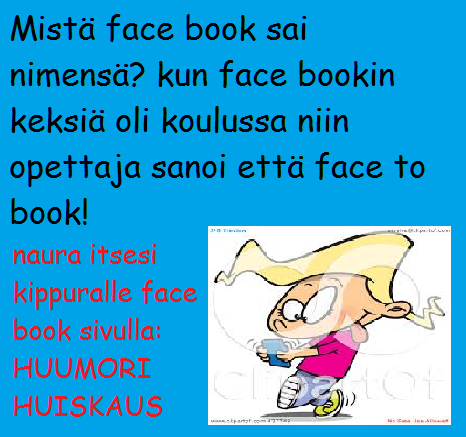 Mistä face book sai
nimensä? kun face bookin
keksiä oli koulussa niin
opettaja sanoi että face to
book!
naura itsesi
kippuralle face
book sivulla:
HUUMORI
HUISKAUS
clipartof